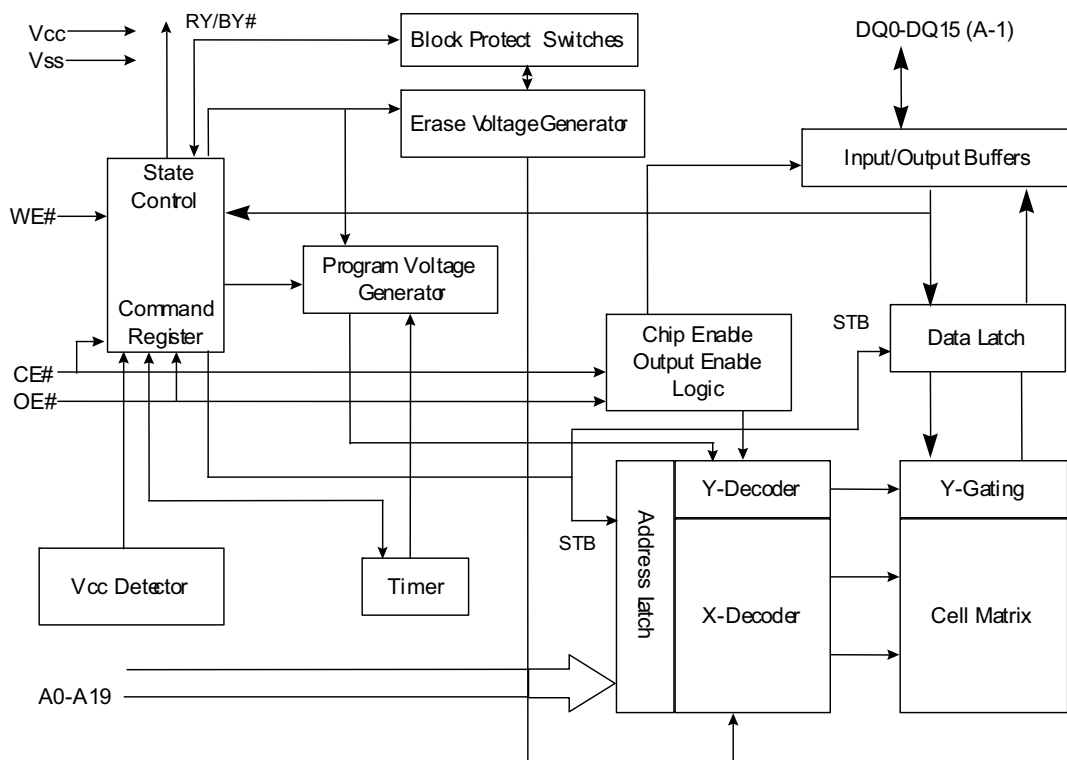 Vcc
Vss
RY/BY#
Block Protect Switches
DQ0-DQ15 (A-1)
Erase Voltage Generator
Input/Output Buffers
State
Control
WE#
Program Voltage
Generator
Command
Register
STB
Chip Enable
Output Enable
Logic
Data Latch
CE#
OE#
Y-Decoder
Y-Gating
STB
Address Latch
Vcc Detector
Timer
X-Decoder
Cell Matrix
A0-A19